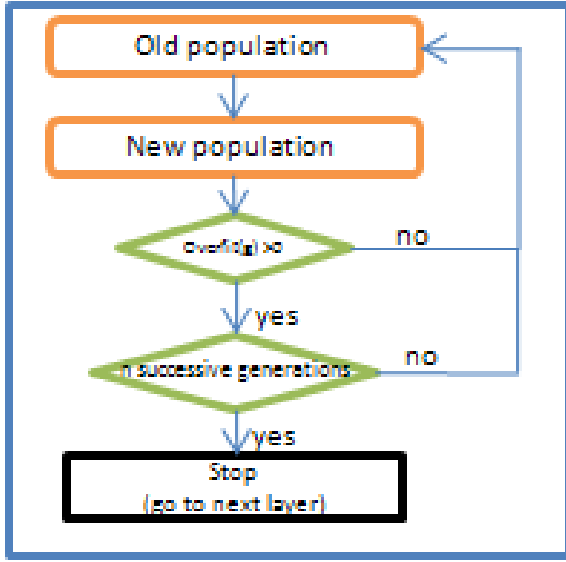 Old population
New population
Overfit(g) >0
no
yes
n successive generations
no
yes
Stop
(go to next layer)